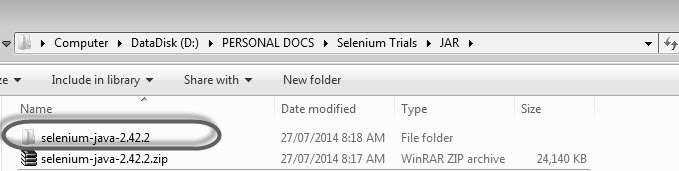 Computer ▸ DataDisk (D:) ▸ PERSONAL DOCS ▸ Selenium Trials ▸ JAR ▸
ze ▾ Include in library ▾ Share with ▾ New folder
Name Date modified Type Size
selenium-java-2.42.2 27/07/2014 8:18 AM File folder
selenium-java-2.42.2.zip 27/07/2014 8:17 AM WinRAR ZIP archive 24,140 KB